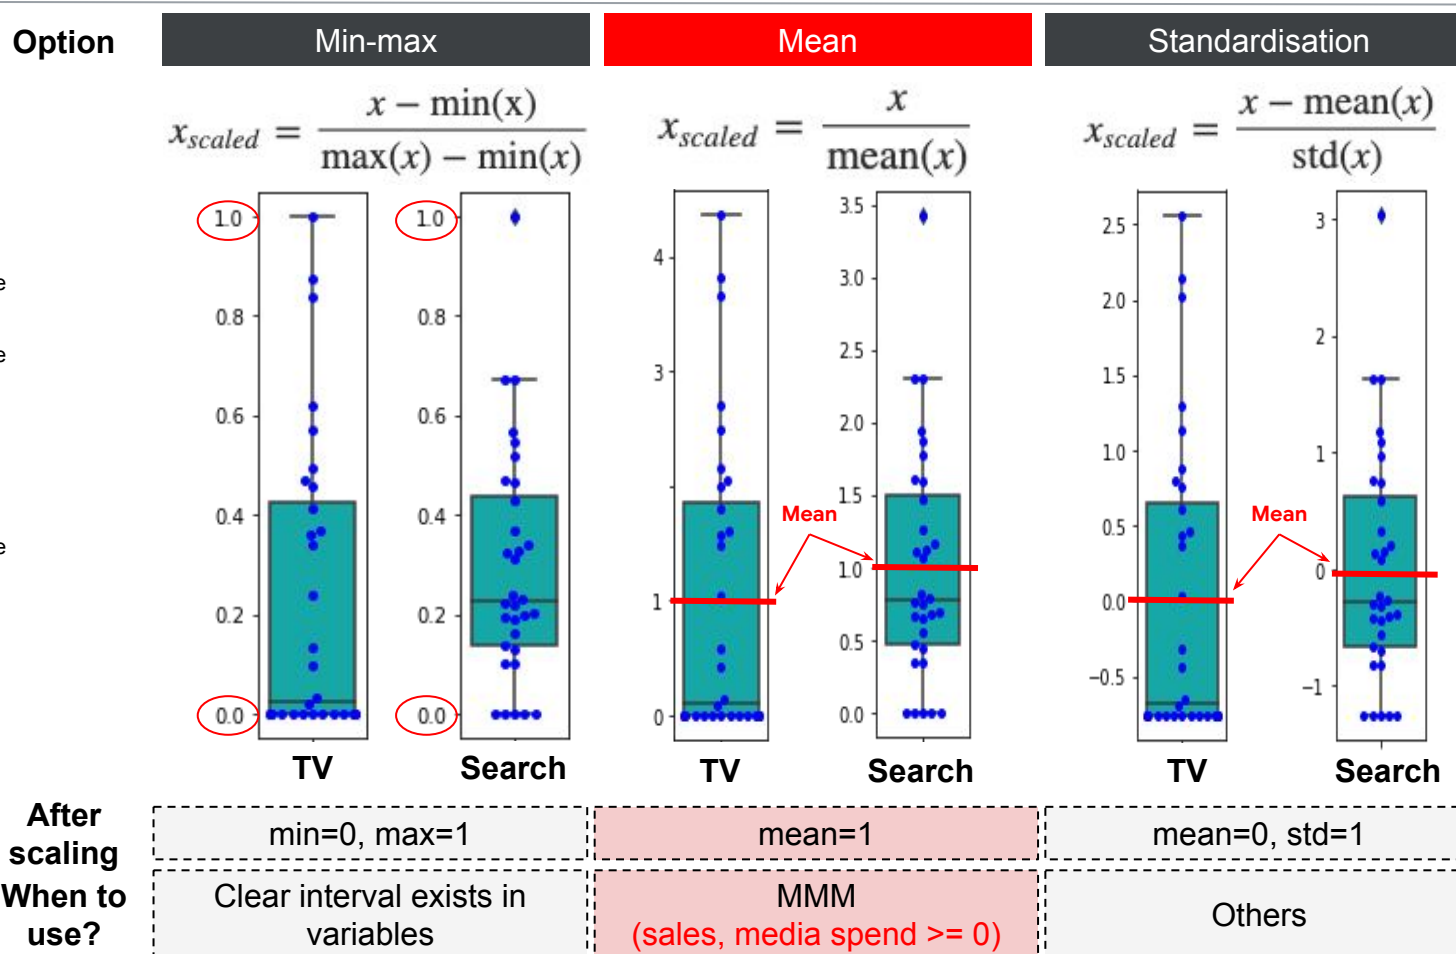 Option
Min-max
Mean
Standardisation
x_scaled = (x − min(x)) / (max(x) − min(x))
x_scaled = x / mean(x)
x_scaled = (x − mean(x)) / std(x)
e
e
e
1.0
0.8
0.6
0.4
0.2
0.0
TV
1.0
0.8
0.6
0.4
0.2
0.0
Search
4
3
1
0
TV
Mean
3.5
3.0
2.5
2.0
1.5
1.0
0.5
0.0
Search
2.5
2.0
1.5
1.0
0.5
0.0
−0.5
TV
Mean
3
2
1
0
−1
Search
After
scaling
min=0, max=1
mean=1
mean=0, std=1
When to
use?
Clear interval exists in
variables
MMM
(sales, media spend >= 0)
Others